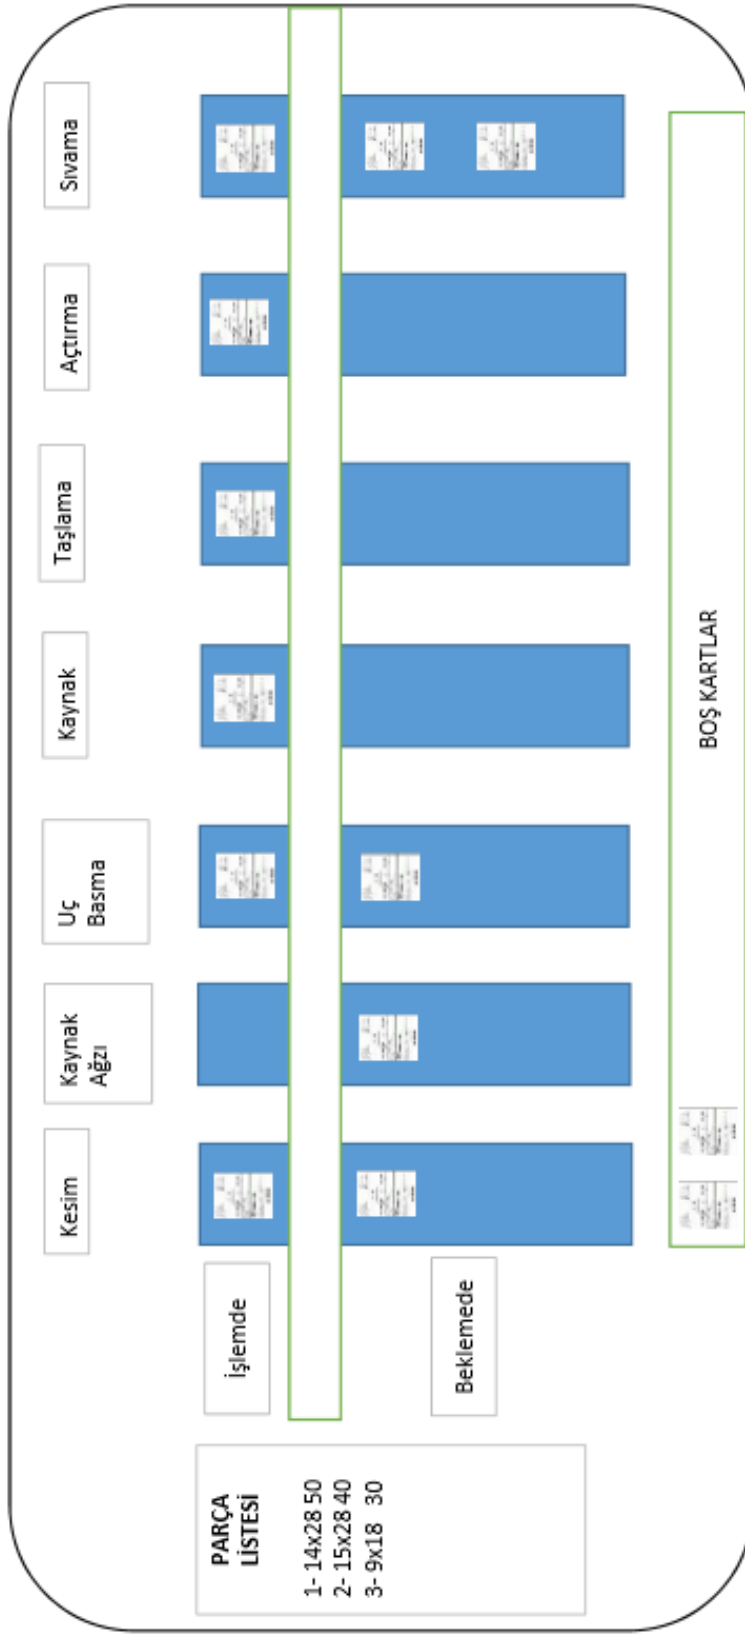 PARÇA
LİSTESİ
1- 14x28 50
2- 15x28 40
3- 9x18 30
İşlemde
Beklemede
Kesim
Kaynak
Ağzı
Uç
Basma
Kaynak
Taşlama
Açtırma
Sıvama
BOŞ KARTLAR